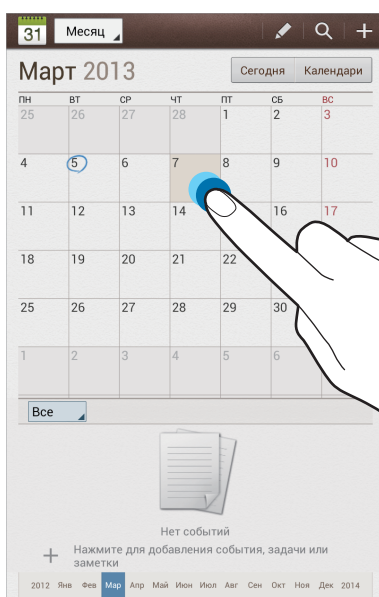 31 Месяц
Март 2013 Сегодня Календари
ПН ВТ СР ЧТ ПТ СБ ВС
25 26 27 28 1 2 3
4 5 6 7 8 9 10
11 12 13 14 16 17
18 19 20 21 22
25 26 27 28 29 30
1 2 3 4 5 6
Все
Нет событий
Нажмите для добавления события, задачи или
заметки
2012 Янв Фев Мар Апр Май Июн Июл Авг Сен Окт Ноя Дек 2014